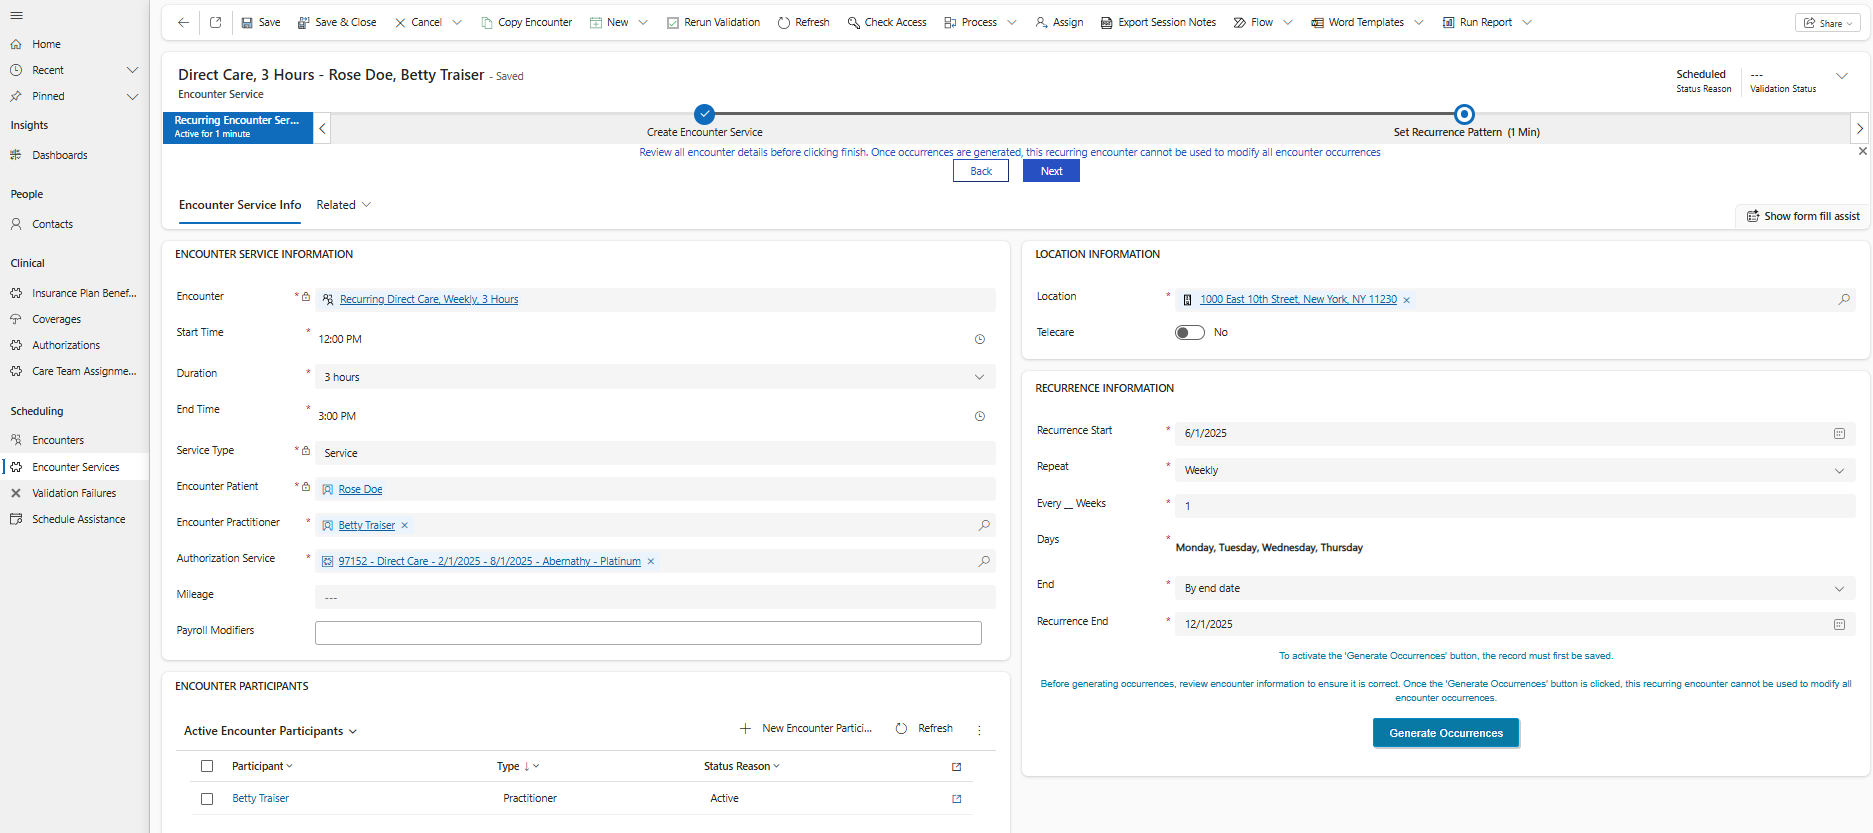 Save
Save & Close
Cancel
Copy Encounter
New
Rerun Validation
Refresh
Check Access
Process
Assign
Export Session Notes
Flow
Word Templates
Run Report
Share
Home
Recent
Pinned
Insights
Dashboards
People
Contacts
Clinical
Insurance Plan Benef...
Coverages
Authorizations
Care Team Assignme...
Scheduling
Encounters
Encounter Services
Validation Failures
Schedule Assistance
Direct Care, 3 Hours - Rose Doe, Betty Traiser - Saved
Encounter Service
Scheduled
Status Reason
---
Validation Status
Recurring Encounter Ser...
Active for 1 minute
Create Encounter Service
Set Recurrence Pattern (1 Min)
Review all encounter details before clicking finish. Once occurrences are generated, this recurring encounter cannot be used to modify all encounter occurrences
Back
Next
Encounter Service Info
Related
Show form fill assist
ENCOUNTER SERVICE INFORMATION
Encounter * Recurring Direct Care, Weekly, 3 Hours
Start Time * 12:00 PM
Duration * 3 hours
End Time * 3:00 PM
Service Type * Service
Encounter Patient * Rose Doe
Encounter Practitioner * Betty Traiser
Authorization Service * 97152 - Direct Care - 2/1/2025 - 8/1/2025 - Abernathy - Platinum
Mileage ---
Payroll Modifiers
ENCOUNTER PARTICIPANTS
Active Encounter Participants
New Encounter Partici...
Refresh
Participant Type Status Reason
Betty Traiser Practitioner Active
LOCATION INFORMATION
Location * 1000 East 10th Street, New York, NY 11230
Telecare No
RECURRENCE INFORMATION
Recurrence Start * 6/1/2025
Repeat * Weekly
Every __ Weeks * 1
Days * Monday, Tuesday, Wednesday, Thursday
End * By end date
Recurrence End * 12/1/2025
To activate the 'Generate Occurrences' button, the record must first be saved.
Before generating occurrences, review encounter information to ensure it is correct. Once the 'Generate Occurrences' button is clicked, this recurring encounter cannot be used to modify all
encounter occurrences.
Generate Occurrences